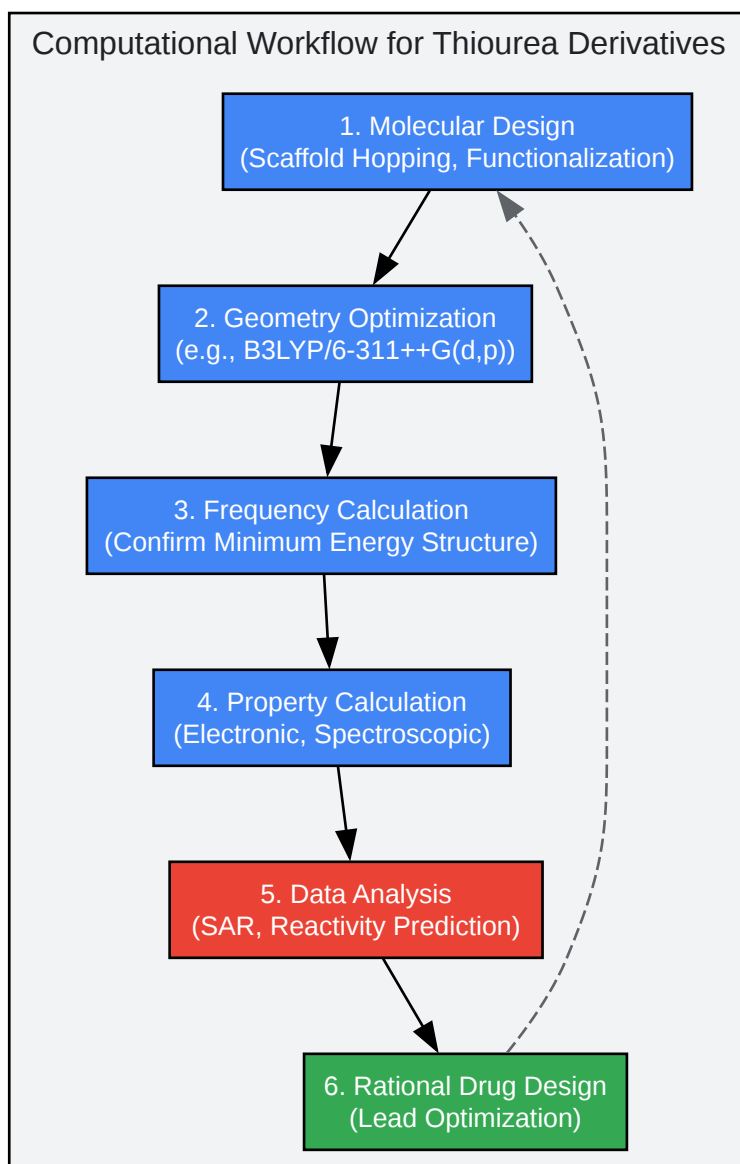 Computational Workflow for Thiourea Derivatives
1. Molecular Design
(Scaffold Hopping, Functionalization)
2. Geometry Optimization
(e.g., B3LYP/6-311++G(d,p))
3. Frequency Calculation
(Confirm Minimum Energy Structure)
4. Property Calculation
(Electronic, Spectroscopic)
5. Data Analysis
(SAR, Reactivity Prediction)
6. Rational Drug Design
(Lead Optimization)